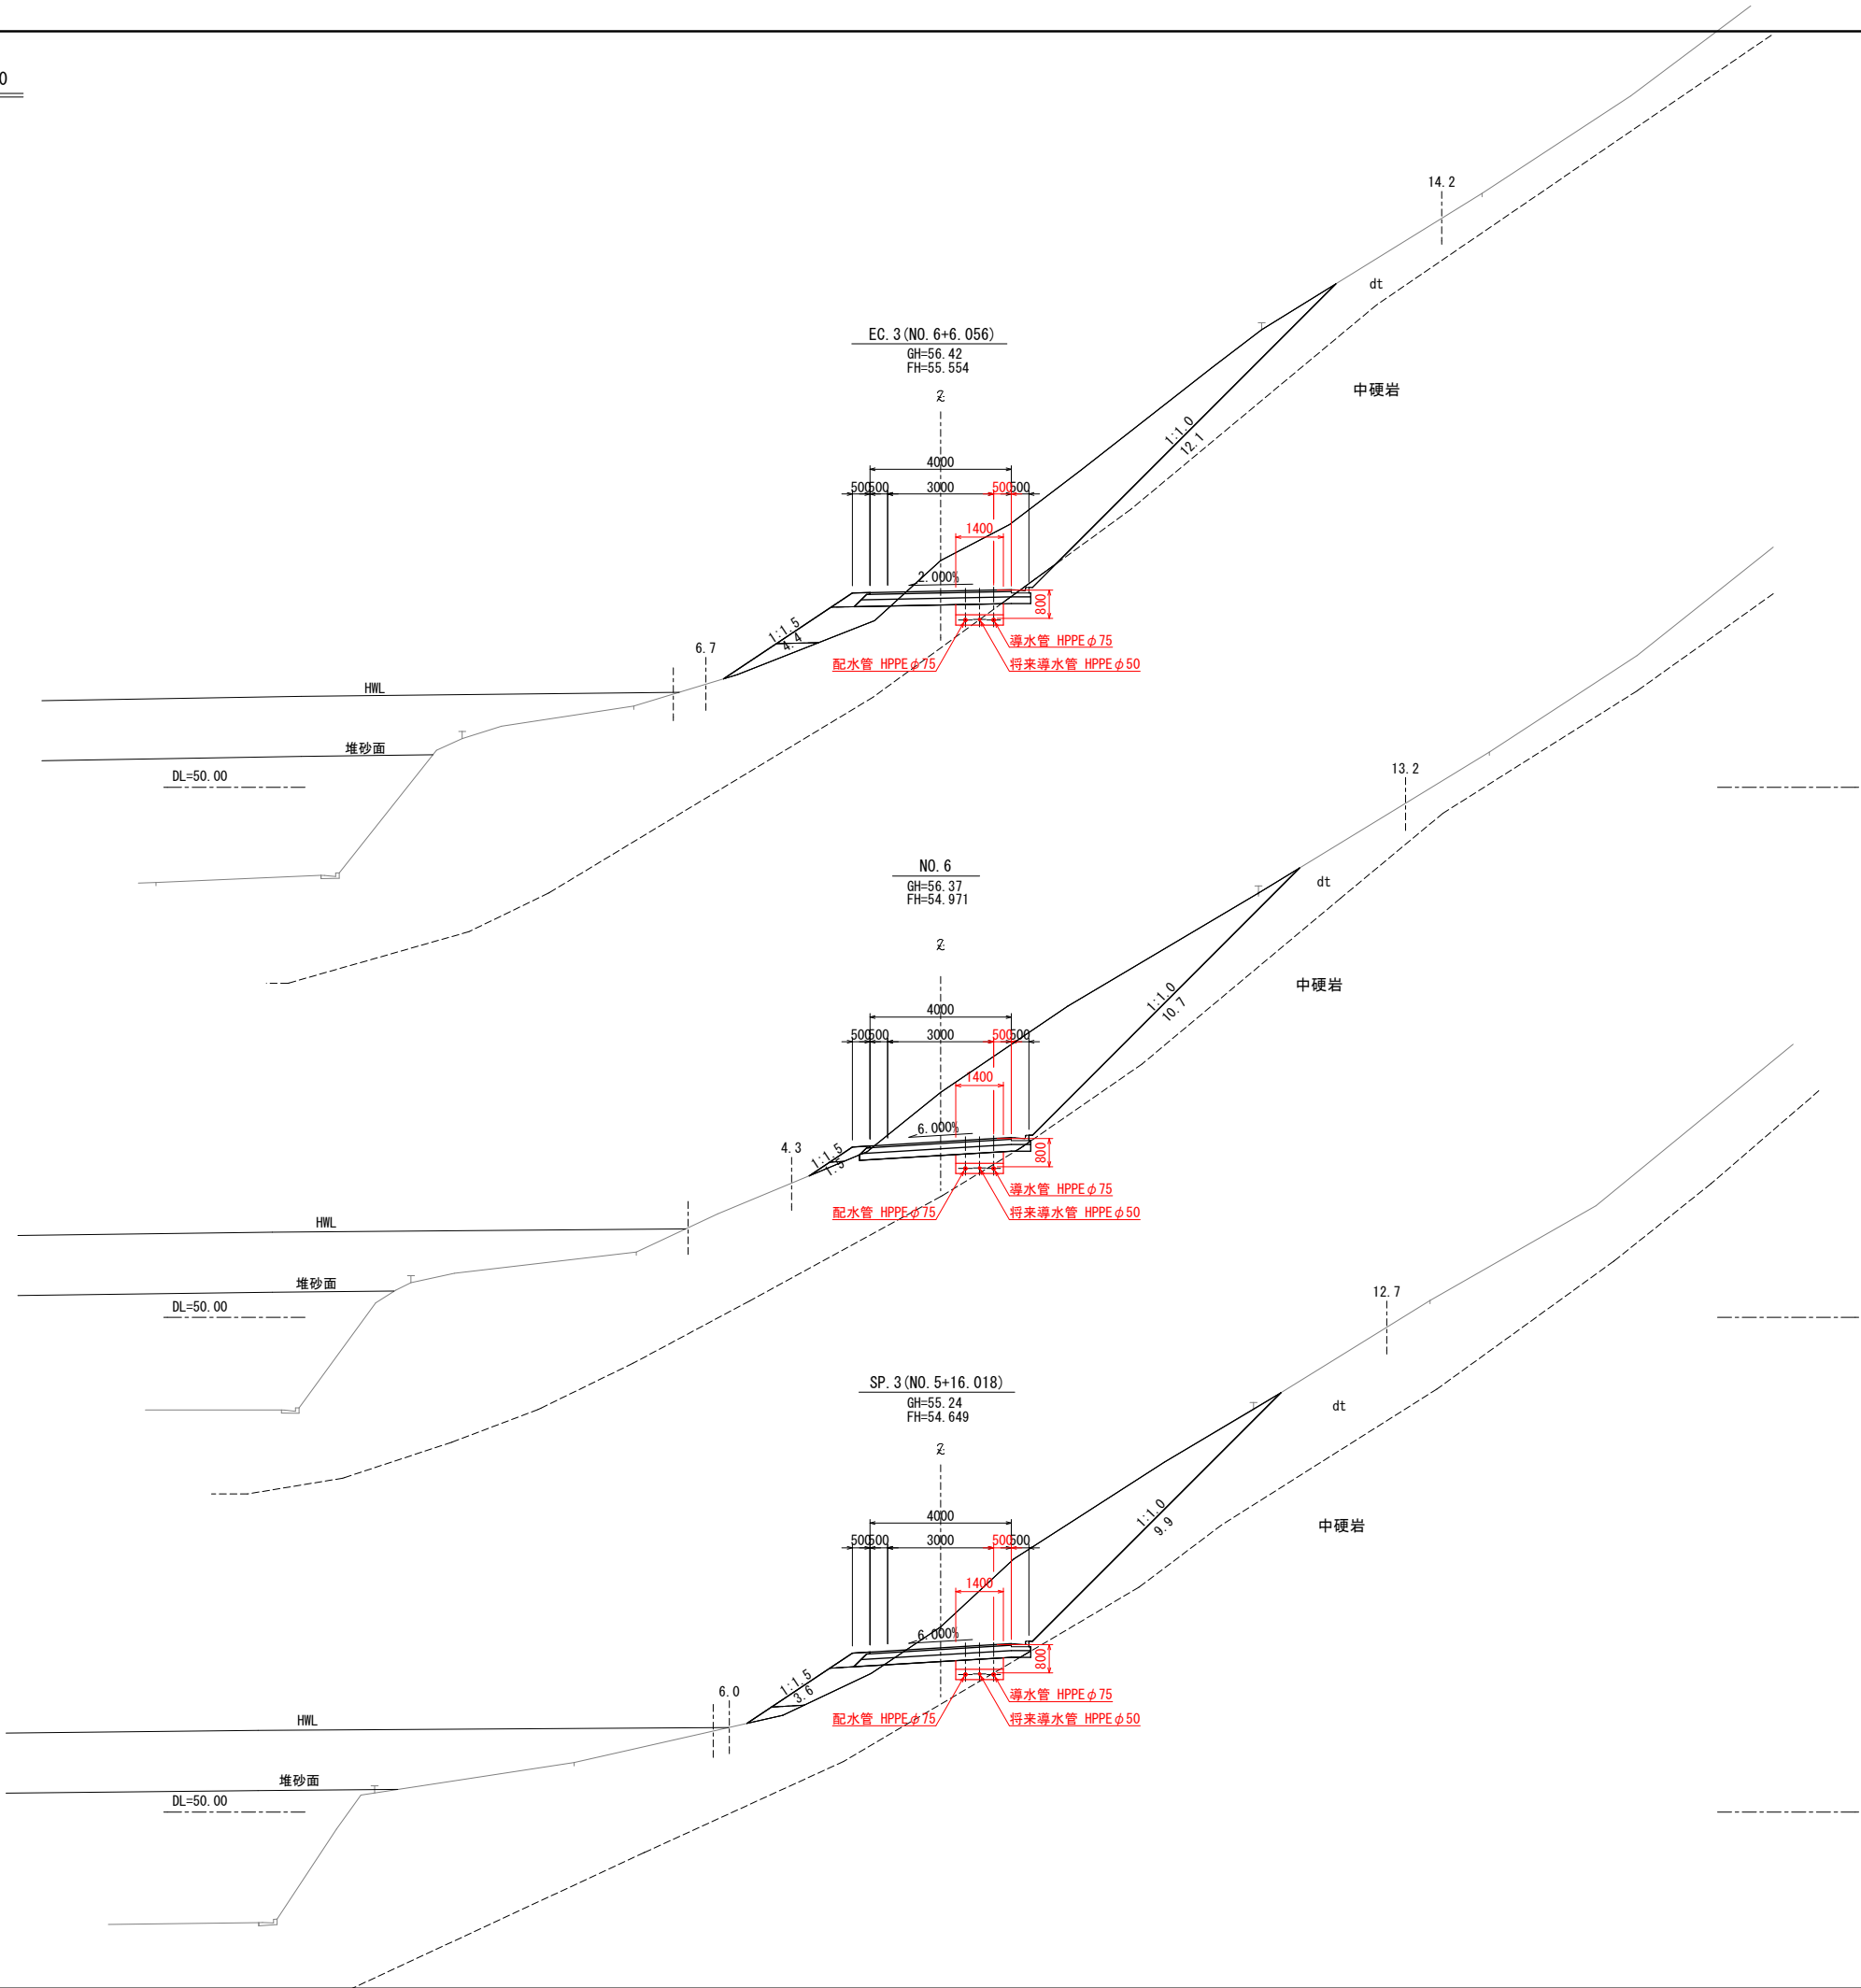 0
14.2
dt
EC.3(NO.6+6.056)
GH=56.42
FH=55.554
中硬岩
1:1.0
12.1
4000
500 500 3000 500 500
1400
2.000%
800
1:1.5
4.4
6.7
導水管 HPPEφ75
配水管 HPPEφ75 将来導水管 HPPEφ50
HWL
堆砂面
DL=50.00
13.2
NO.6
GH=56.37
FH=54.971
dt
中硬岩
1:1.0
10.7
4000
500 500 3000 500 500
1400
6.000%
800
4.3
1:1.5
導水管 HPPEφ75
配水管 HPPEφ75 将来導水管 HPPEφ50
HWL
堆砂面
DL=50.00
12.7
SP.3(NO.5+16.018)
GH=55.24
FH=54.649
dt
中硬岩
1:1.0
9.9
4000
500 500 3000 500 500
1400
6.000%
800
1:1.5
3.6
6.0
導水管 HPPEφ75
配水管 HPPEφ75 将来導水管 HPPEφ50
HWL
堆砂面
DL=50.00